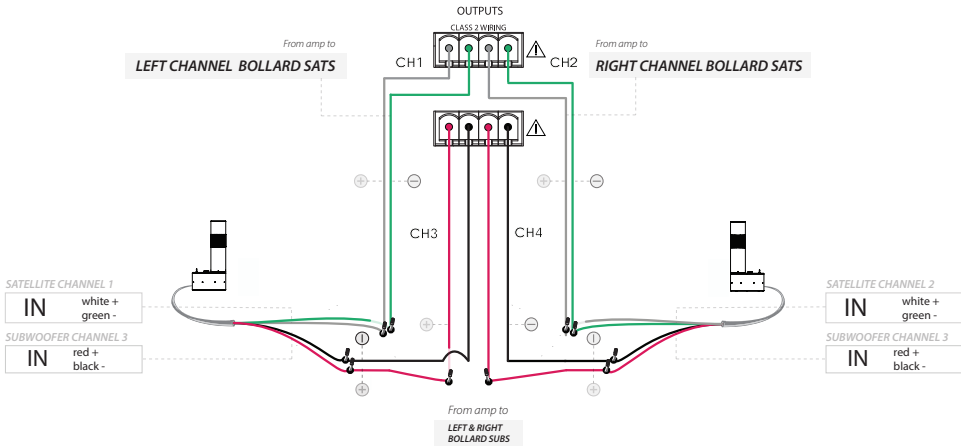 OUTPUTS
CLASS 2 WIRING
From amp to
LEFT CHANNEL BOLLARD SATS
CH1
CH2
From amp to
RIGHT CHANNEL BOLLARD SATS
CH3
CH4
SATELLITE CHANNEL 1
IN
white +
green -
SUBWOOFER CHANNEL 3
IN
red +
black -
SATELLITE CHANNEL 2
IN
white +
green -
SUBWOOFER CHANNEL 3
IN
red +
black -
From amp to
LEFT & RIGHT
BOLLARD SUBS